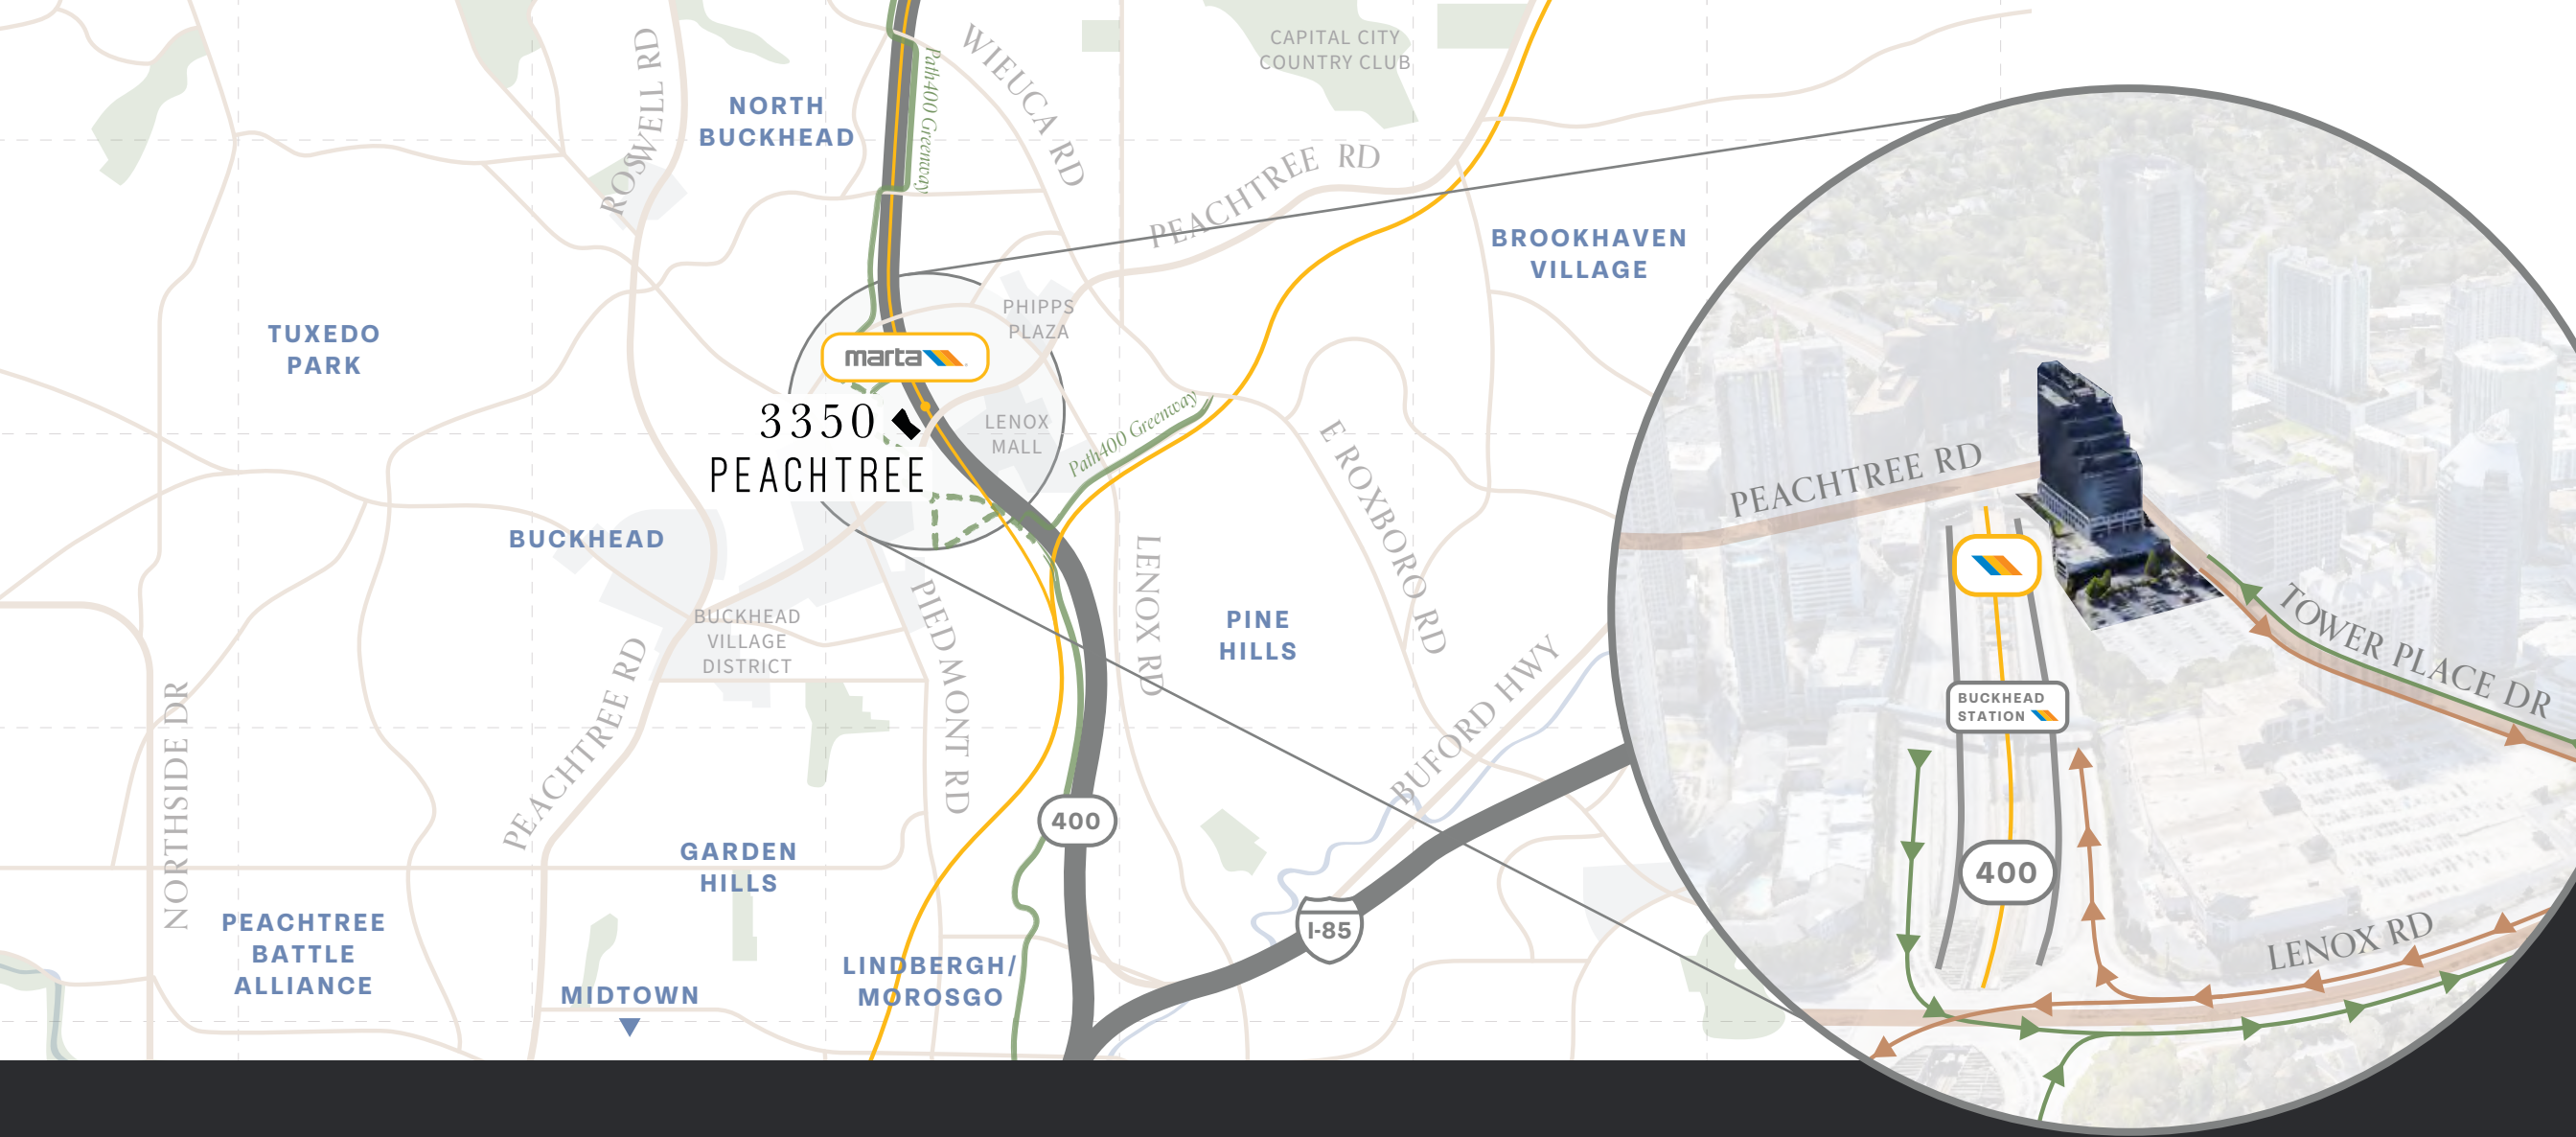 CAPITAL CITY
COUNTRY CLUB
WIEUCA RD
ROSWELL RD
Path400 Greenway
NORTH
BUCKHEAD
PEACHTREE RD
BROOKHAVEN
VILLAGE
PHIPPS
PLAZA
TUXEDO
PARK
marta
3350
PEACHTREE
LENOX
MALL
Path400 Greenway
E ROXBORO RD
BUCKHEAD
LENOX RD
PIEDMONT RD
BUCKHEAD
VILLAGE
DISTRICT
PINE
HILLS
PEACHTREE RD
BUFORD HWY
NORTHSIDE DR
400
GARDEN
HILLS
PEACHTREE
BATTLE
ALLIANCE
I-85
LINDBERGH/
MOROSGO
MIDTOWN
PEACHTREE RD
TOWER PLACE DR
BUCKHEAD
STATION
400
LENOX RD